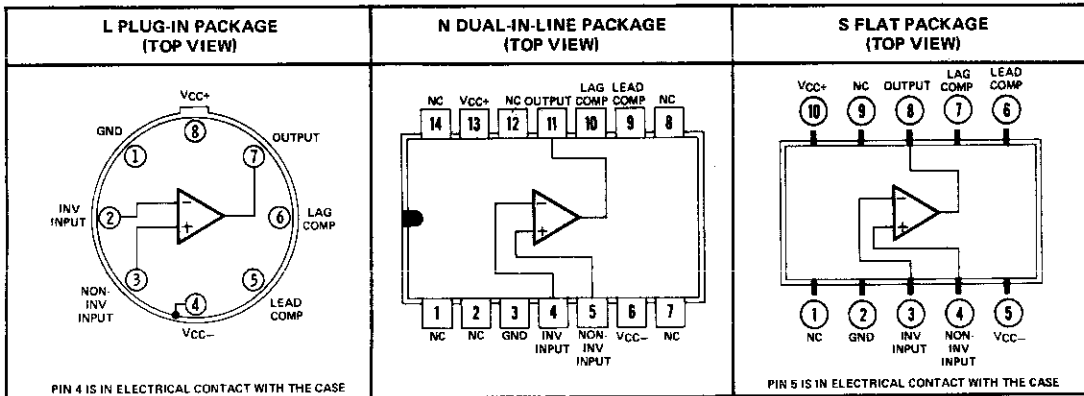 L PLUG-IN PACKAGE
(TOP VIEW)
VCC+
8
GND
1
OUTPUT
7
INV
INPUT
2
−
+
6
LAG
COMP
3
NON-
INV
INPUT
5
LEAD
COMP
4
VCC−
PIN 4 IS IN ELECTRICAL CONTACT WITH THE CASE
N DUAL-IN-LINE PACKAGE
(TOP VIEW)
NC VCC+ NC OUTPUT LAG COMP LEAD COMP NC
14 13 12 11 10 9 8
−
+
1 2 3 4 5 6 7
NC NC GND INV INPUT NON-INV INPUT VCC− NC
S FLAT PACKAGE
(TOP VIEW)
VCC+ NC OUTPUT LAG COMP LEAD COMP
10 9 8 7 6
−
+
1 2 3 4 5
NC GND INV INPUT NON-INV INPUT VCC−
PIN 5 IS IN ELECTRICAL CONTACT WITH THE CASE